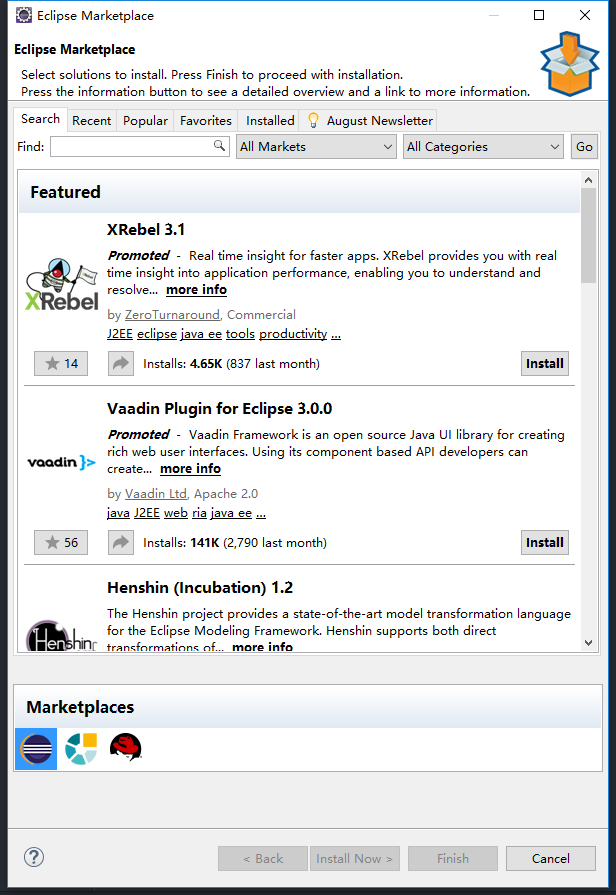 Eclipse Marketplace
Eclipse Marketplace
Select solutions to install. Press Finish to proceed with installation.
Press the information button to see a detailed overview and a link to more information.
Search Recent Popular Favorites Installed August Newsletter
Find: All Markets All Categories Go
Featured
XRebel 3.1
Promoted - Real time insight for faster apps. XRebel provides you with real
time insight into application performance, enabling you to understand and
resolve... more info
XRebel
by ZeroTurnaround, Commercial
J2EE eclipse java ee tools productivity ...
14 Installs: 4.65K (837 last month) Install
Vaadin Plugin for Eclipse 3.0.0
Promoted - Vaadin Framework is an open source Java UI library for creating
rich web user interfaces. Using its component based API developers can
create... more info
vaadin }>
by Vaadin Ltd, Apache 2.0
java J2EE web ria java ee ...
56 Installs: 141K (2,790 last month) Install
Henshin (Incubation) 1.2
The Henshin project provides a state-of-the-art model transformation language
for the Eclipse Modeling Framework. Henshin supports both direct
transformations of... more info
Henshin
Marketplaces
? < Back Install Now > Finish Cancel